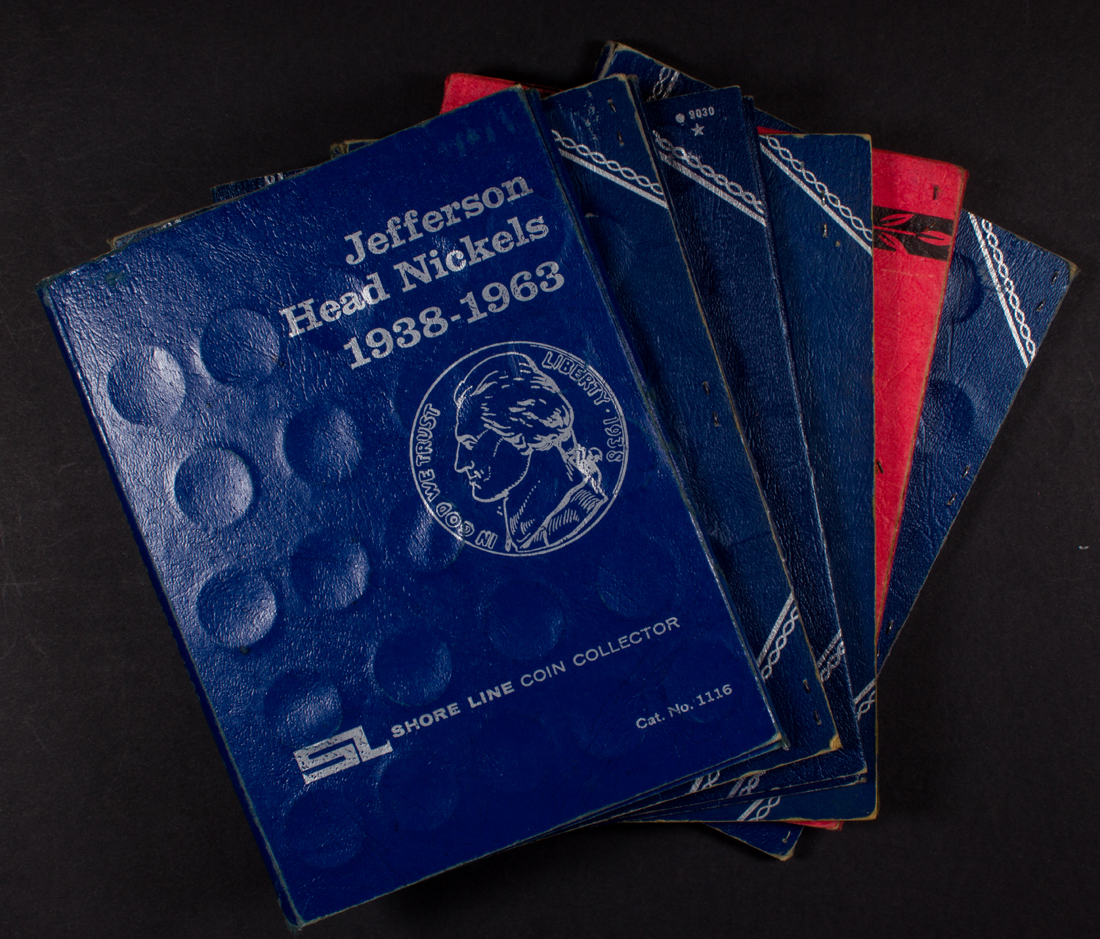 Jefferson
Head Nickels
1938-1963
LIBERTY · 1938
IN GOD WE TRUST
SL SHORE LINE COIN COLLECTOR
Cat. No. 1116
9030